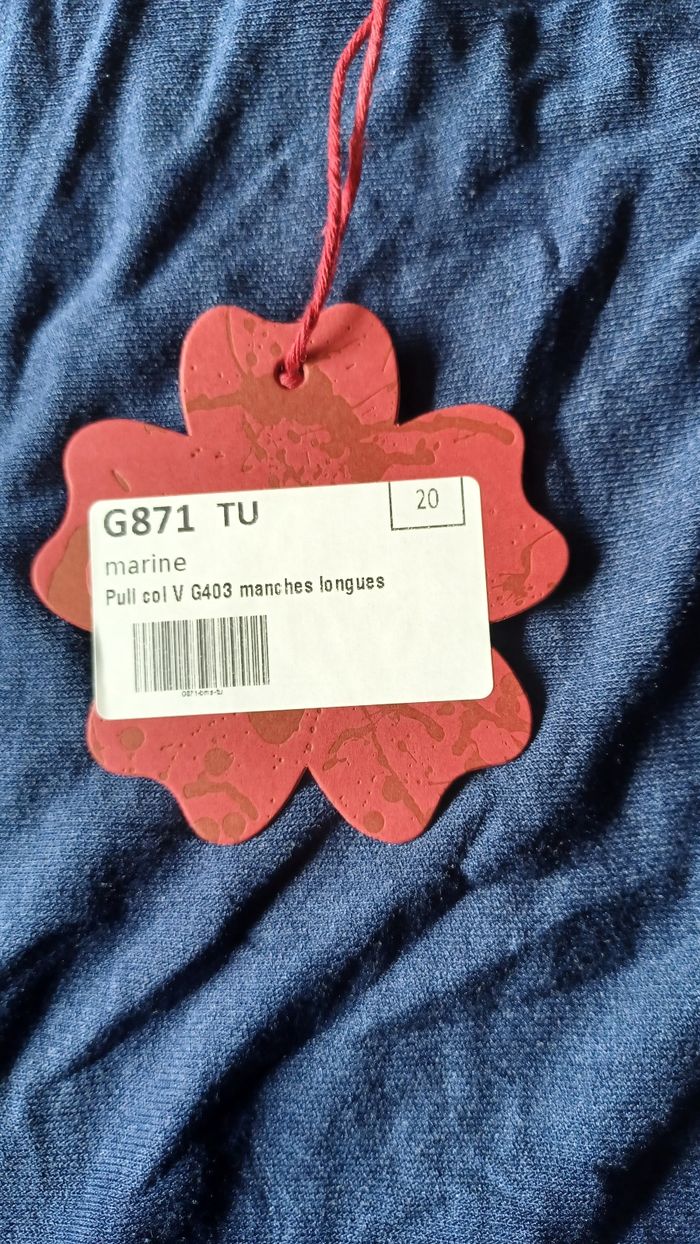 G871 TU
20
marine
Pull col V G403 manches longues